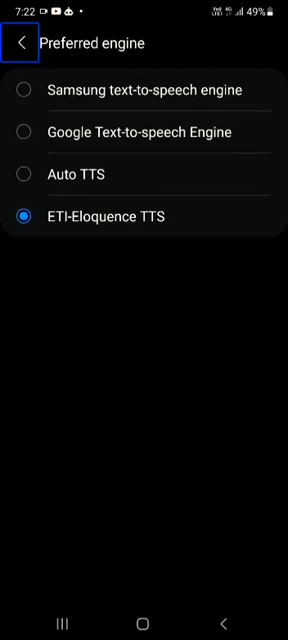 7:22
49%
Preferred engine
Samsung text-to-speech engine
Google Text-to-speech Engine
Auto TTS
ETI-Eloquence TTS